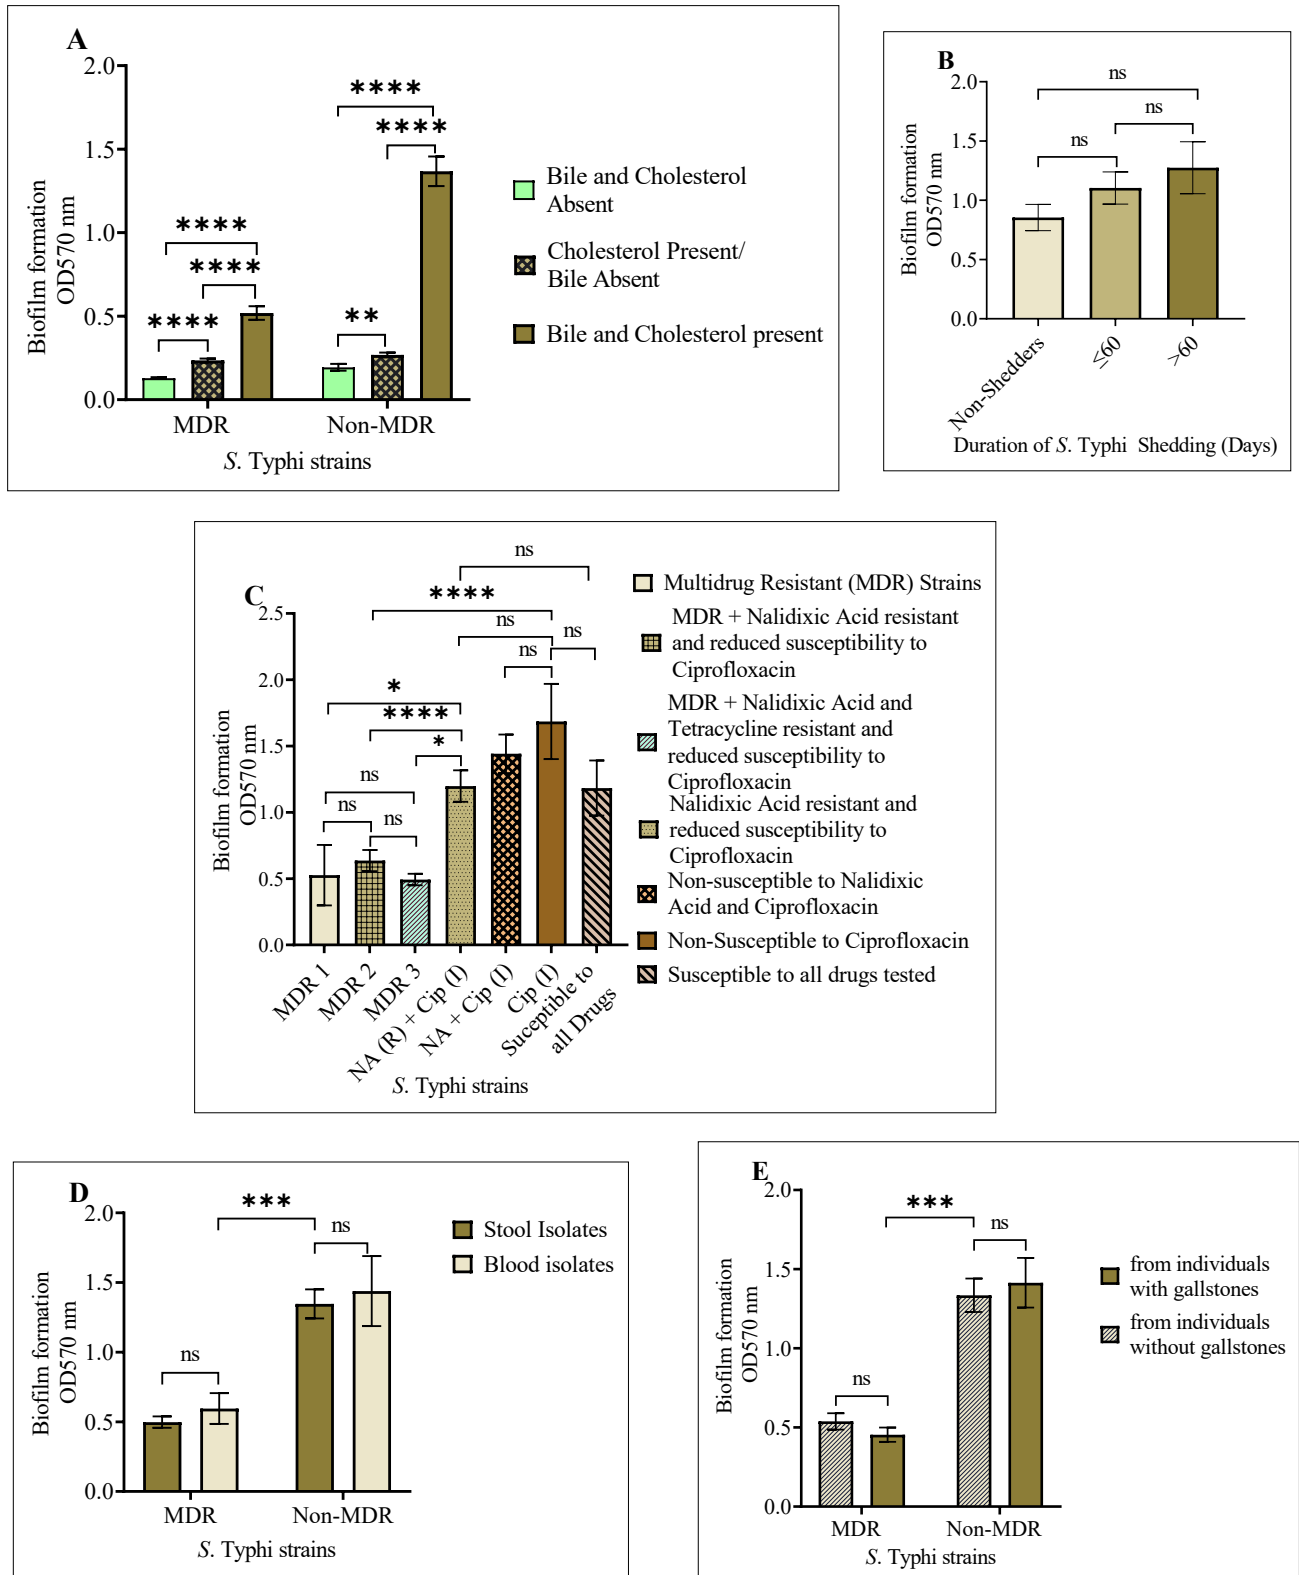 A
2.0
1.5
1.0
0.5
0.0
Biofilm formation
OD570 nm
****
****
****
****
****
**
MDR
Non-MDR
S. Typhi strains
Bile and Cholesterol
Absent
Cholesterol Present/
Bile Absent
Bile and Cholesterol present
B
2.0
1.5
1.0
0.5
0.0
Biofilm formation
OD570 nm
ns
ns
ns
Non-Shedders
≤60
>60
Duration of S. Typhi Shedding (Days)
C
2.5
2.0
1.5
1.0
0.5
0.0
Biofilm formation
OD570 nm
ns
****
ns
ns
ns
*
****
*
ns
ns
ns
MDR 1
MDR 2
MDR 3
NA (R) + Cip (I)
NA + Cip (I)
Cip (I)
Suceptible to
all Drugs
S. Typhi strains
Multidrug Resistant (MDR) Strains
MDR + Nalidixic Acid resistant
and reduced susceptibility to
Ciprofloxacin
MDR + Nalidixic Acid and
Tetracycline resistant and
reduced susceptibility to
Ciprofloxacin
Nalidixic Acid resistant and
reduced susceptibility to
Ciprofloxacin
Non-susceptible to Nalidixic
Acid and Ciprofloxacin
Non-Susceptible to Ciprofloxacin
Susceptible to all drugs tested
D
2.0
1.5
1.0
0.5
0.0
Biofilm formation
OD570 nm
***
ns
ns
MDR
Non-MDR
S. Typhi strains
Stool Isolates
Blood isolates
E
2.0
1.5
1.0
0.5
0.0
Biofilm formation
OD570 nm
***
ns
ns
MDR
Non-MDR
S. Typhi strains
from individuals
with gallstones
from individuals
without gallstones